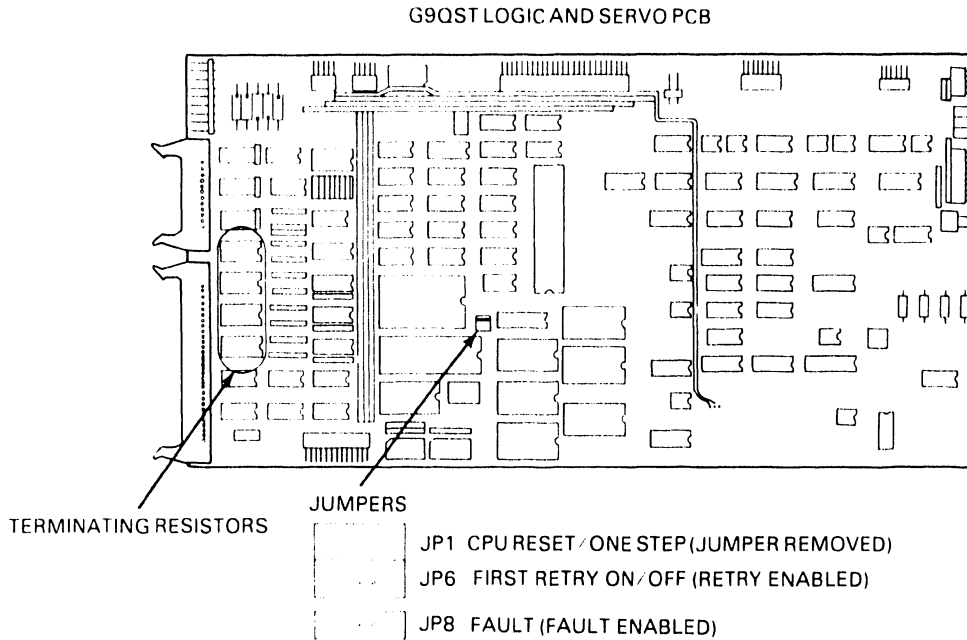 G9QST LOGIC AND SERVO PCB
TERMINATING RESISTORS
JUMPERS
JP1 CPU RESET/ONE STEP (JUMPER REMOVED)
JP6 FIRST RETRY ON/OFF (RETRY ENABLED)
JP8 FAULT (FAULT ENABLED)